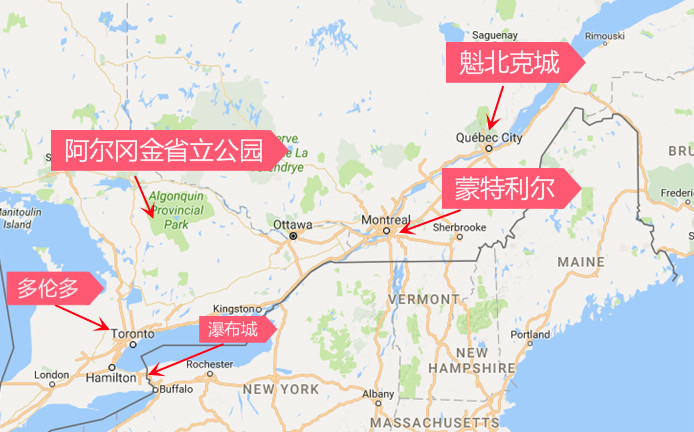 Saguenay
Rimouski
魁北克城
Québec City
阿尔冈金省立公园
erve
e La
endrye
Algonquin
Provincial
Park
蒙特利尔
BRU
Frederic
Manitoulin
Island
Ottawa
Montreal
Sherbrooke
MAINE
多伦多
Kingston
VERMONT
瀑布城
Toronto
Portland
London
Hamilton
Rochester
NEW
HAMPSHIRE
Buffalo
NEW YORK
Albany
MASSACHUSETTS